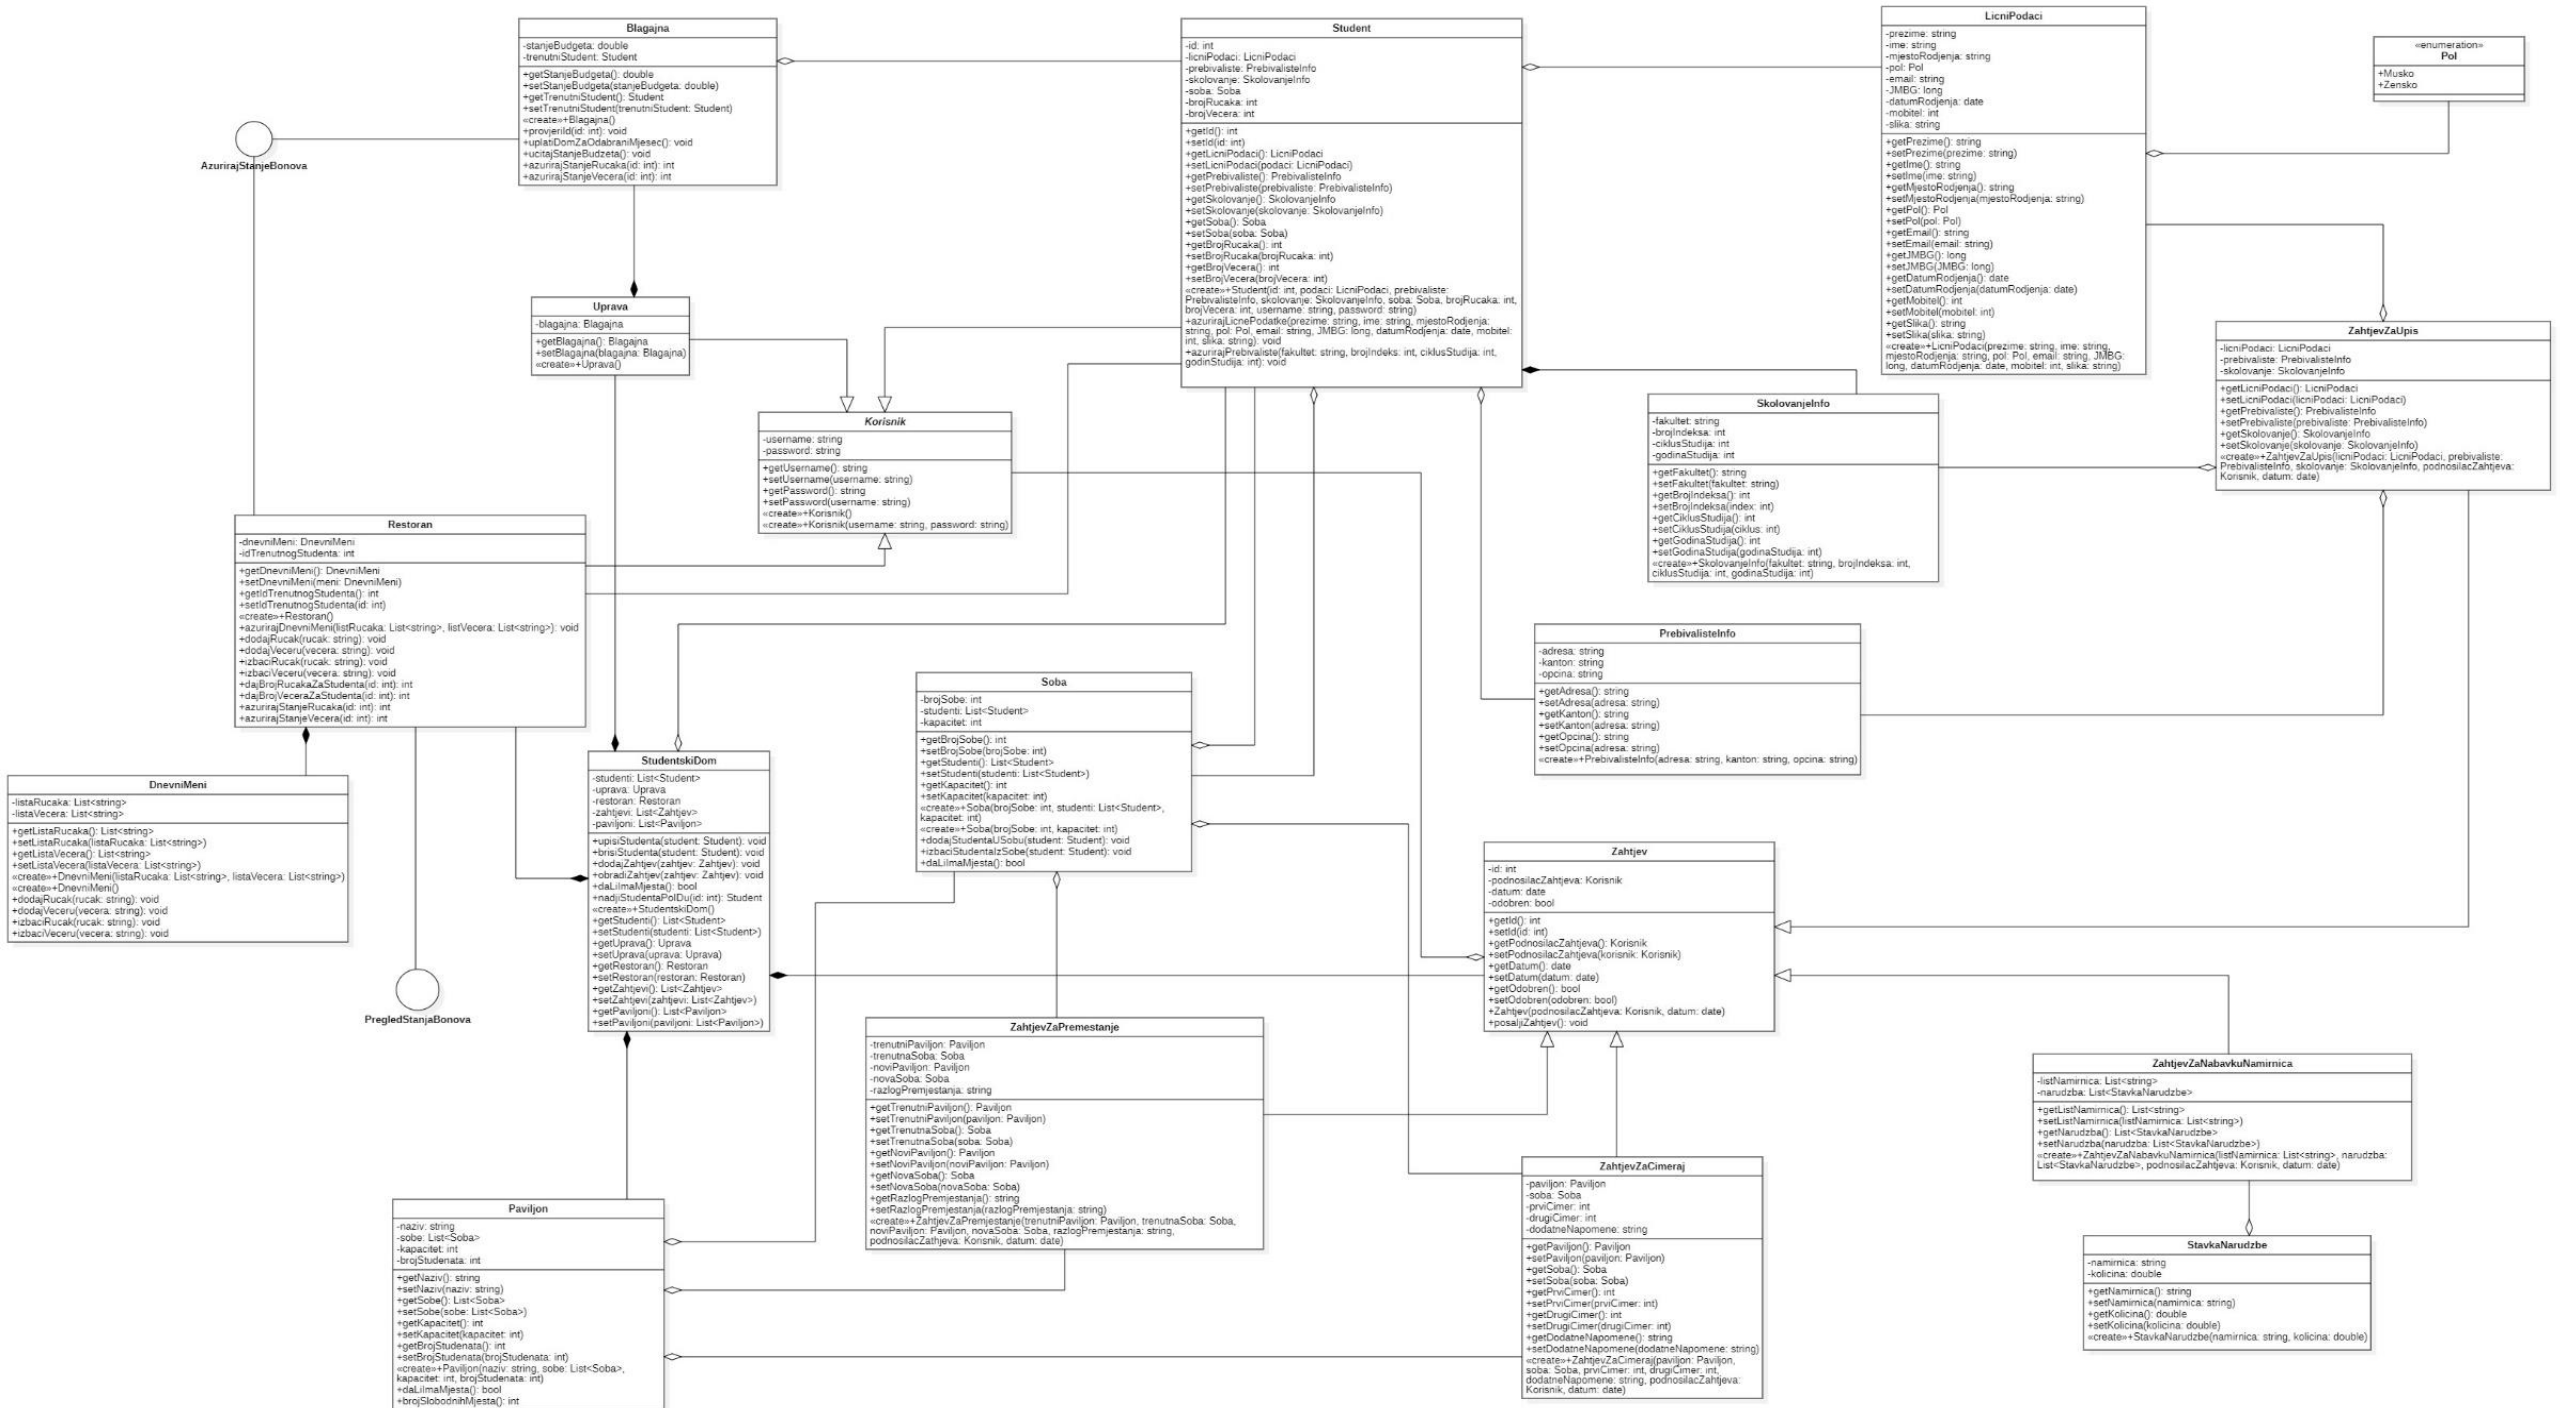 Blagajna
-stanjeBudgeta: double
-trenutniStudent: Student
+getStanjeBudgeta(): double
+setStanjeBudgeta(stanjeBudgeta: double)
+getTrenutniStudent(): Student
+setTrenutniStudent(trenutniStudent: Student)
«create»+Blagajna()
+provjeriId(id: int): void
+uplatiDomZaOdabraniMjesec(): void
+ucitajStanjeBudzeta(): void
+azurirajStanjeRucaka(id: int): int
+azurirajStanjeVecera(id: int): int
Student
-id: int
-licniPodaci: LicniPodaci
-prebivaliste: PrebivalisteInfo
-skolovanje: SkolovanjeInfo
-soba: Soba
-brojRucaka: int
-brojVecera: int
+getId(): int
+setId(id: int)
+getLicniPodaci(): LicniPodaci
+setLicniPodaci(podaci: LicniPodaci)
+getPrebivaliste(): PrebivalisteInfo
+setPrebivaliste(prebivaliste: PrebivalisteInfo)
+getSkolovanje(): SkolovanjeInfo
+setSkolovanje(skolovanje: SkolovanjeInfo)
+getSoba(): Soba
+setSoba(soba: Soba)
+getBrojRucaka(): int
+setBrojRucaka(brojRucaka: int)
+getBrojVecera(): int
+setBrojVecera(brojVecera: int)
«create»+Student(id: int, podaci: LicniPodaci, prebivaliste:
PrebivalisteInfo, skolovanje: SkolovanjeInfo, soba: Soba, brojRucaka: int,
brojVecera: int, username: string, password: string)
+azurirajLicnePodatke(prezime: string, ime: string, mjestoRodjenja:
string, pol: Pol, email: string, JMBG: long, datumRodjenja: date, mobitel:
int, slika: string): void
+azurirajPrebivaliste(fakultet: string, brojIndeks: int, ciklusStudija: int,
godinStudija: int): void
LicniPodaci
-prezime: string
-ime: string
-mjestoRodjenja: string
-pol: Pol
-email: string
-JMBG: long
-datumRodjenja: date
-mobitel: int
-slika: string
+getPrezime(): string
+setPrezime(prezime: string)
+getIme(): string
+setIme(ime: string)
+getMjestoRodjenja(): string
+setMjestoRodjenja(mjestoRodjenja: string)
+getPol(): Pol
+setPol(pol: Pol)
+getEmail(): string
+setEmail(email: string)
+getJMBG(): long
+setJMBG(JMBG: long)
+getDatumRodjenja(): date
+setDatumRodjenja(datumRodjenja: date)
+getMobitel(): int
+setMobitel(mobitel: int)
+getSlika(): string
+setSlika(slika: string)
«create»+LicniPodaci(prezime: string, ime: string,
mjestoRodjenja: string, pol: Pol, email: string, JMBG:
long, datumRodjenja: date, mobitel: int, slika: string)
«enumeration»
Pol
+Musko
+Zensko
AzurirajStanjeBonova
Uprava
-blagajna: Blagajna
+getBlagajna(): Blagajna
+setBlagajna(blagajna: Blagajna)
«create»+Uprava()
Korisnik
-username: string
-password: string
+getUsername(): string
+setUsername(username: string)
+getPassword(): string
+setPassword(username: string)
«create»+Korisnik()
«create»+Korisnik(username: string, password: string)
SkolovanjeInfo
-fakultet: string
-brojIndeksa: int
-ciklusStudija: int
-godinaStudija: int
+getFakultet(): string
+setFakultet(fakultet: string)
+getBrojIndeksa(): int
+setBrojIndeksa(index: int)
+getCiklusStudija(): int
+setCiklusStudija(ciklus: int)
+getGodinaStudija(): int
+setGodinaStudija(godinaStudija: int)
«create»+SkolovanjeInfo(fakultet: string, brojIndeksa: int,
ciklusStudija: int, godinaStudija: int)
ZahtjevZaUpis
-licniPodaci: LicniPodaci
-prebivaliste: PrebivalisteInfo
-skolovanje: SkolovanjeInfo
+getLicniPodaci(): LicniPodaci
+setLicniPodaci(licniPodaci: LicniPodaci)
+getPrebivaliste(): PrebivalisteInfo
+setPrebivaliste(prebivaliste: PrebivalisteInfo)
+getSkolovanje(): SkolovanjeInfo
+setSkolovanje(skolovanje: SkolovanjeInfo)
«create»+ZahtjevZaUpis(licniPodaci: LicniPodaci, prebivaliste:
PrebivalisteInfo, skolovanje: SkolovanjeInfo, podnosilacZahtjeva:
Korisnik, datum: date)
Restoran
-dnevniMeni: DnevniMeni
-idTrenutnogStudenta: int
+getDnevniMeni(): DnevniMeni
+setDnevniMeni(meni: DnevniMeni)
+getIdTrenutnogStudenta(): int
+setIdTrenutnogStudenta(id: int)
«create»+Restoran()
+azurirajDnevniMeni(listRucaka: List<string>, listVecera: List<string>): void
+dodajRucak(rucak: string): void
+dodajVeceru(vecera: string): void
+izbaciRucak(rucak: string): void
+izbaciVeceru(vecera: string): void
+dajBrojRucakaZaStudenta(id: int): int
+dajBrojVeceraZaStudenta(id: int): int
+azurirajStanjeRucaka(id: int): int
+azurirajStanjeVecera(id: int): int
PrebivalisteInfo
-adresa: string
-kanton: string
-opcina: string
+getAdresa(): string
+setAdresa(adresa: string)
+getKanton(): string
+setKanton(adresa: string)
+getOpcina(): string
+setOpcina(adresa: string)
«create»+PrebivalisteInfo(adresa: string, kanton: string, opcina: string)
Soba
-brojSobe: int
-studenti: List<Student>
-kapacitet: int
+getBrojSobe(): int
+setBrojSobe(brojSobe: int)
+getStudenti(): List<Student>
+setStudenti(studenti: List<Student>)
+getKapacitet(): int
+setKapacitet(kapacitet: int)
«create»+Soba(brojSobe: int, studenti: List<Student>,
kapacitet: int)
«create»+Soba(brojSobe: int, kapacitet: int)
+dodajStudentaUSobu(student: Student): void
+izbaciStudentaIzSobe(student: Student): void
+daLiImaMjesta(): bool
DnevniMeni
-listaRucaka: List<string>
-listaVecera: List<string>
+getListaRucaka(): List<string>
+setListaRucaka(listaRucaka: List<string>)
+getListaVecera(): List<string>
+setListaVecera(listaVecera: List<string>)
«create»+DnevniMeni(listaRucaka: List<string>, listaVecera: List<string>)
«create»+DnevniMeni()
+dodajRucak(rucak: string): void
+dodajVeceru(vecera: string): void
+izbaciRucak(rucak: string): void
+izbaciVeceru(vecera: string): void
StudentskiDom
-studenti: List<Student>
-uprava: Uprava
-restoran: Restoran
-zahtjevi: List<Zahtjev>
-paviljoni: List<Paviljon>
+upisiStudenta(student: Student): void
+brisiStudenta(student: Student): void
+dodajZahtjev(zahtjev: Zahtjev): void
+obradiZahtjev(zahtjev: Zahtjev): void
+daLiImaMjesta(): bool
+nadjiStudentaPoIDu(id: int): Student
«create»+StudentskiDom()
+getStudenti(): List<Student>
+setStudenti(studenti: List<Student>)
+getUprava(): Uprava
+setUprava(uprava: Uprava)
+getRestoran(): Restoran
+setRestoran(restoran: Restoran)
+getZahtjevi(): List<Zahtjev>
+setZahtjevi(zahtjevi: List<Zahtjev>)
+getPaviljoni(): List<Paviljon>
+setPaviljoni(paviljoni: List<Paviljon>)
PregledStanjaBonova
Zahtjev
-id: int
-podnosilacZahtjeva: Korisnik
-datum: date
-odobren: bool
+getId(): int
+setId(id: int)
+getPodnosilacZahtjeva(): Korisnik
+setPodnosilacZahtjeva(korisnik: Korisnik)
+getDatum(): date
+setDatum(datum: date)
+getOdobren(): bool
+setOdobren(odobren: bool)
+Zahtjev(podnosilacZahtjeva: Korisnik, datum: date)
+posaljiZahtjev(): void
ZahtjevZaPremestanje
-trenutniPaviljon: Paviljon
-trenutnaSoba: Soba
-noviPaviljon: Paviljon
-novaSoba: Soba
-razlogPremjestanja: string
+getTrenutniPaviljon(): Paviljon
+setTrenutniPaviljon(paviljon: Paviljon)
+getTrenutnaSoba(): Soba
+setTrenutnaSoba(soba: Soba)
+getNoviPaviljon(): Paviljon
+setNoviPaviljon(noviPaviljon: Paviljon)
+getNovaSoba(): Soba
+setNovaSoba(novaSoba: Soba)
+getRazlogPremjestanja(): string
+setRazlogPremjestanja(razlogPremjestanja: string)
«create»+ZahtjevZaPremestanje(trenutniPaviljon: Paviljon, trenutnaSoba: Soba,
noviPaviljon: Paviljon, novaSoba: Soba, razlogPremjestanja: string,
podnosilacZathjeva: Korisnik, datum: date)
ZahtjevZaNabavkuNamirnica
-listNamirnica: List<string>
-narudzba: List<StavkaNarudzbe>
+getListNamirnica(): List<string>
+setListNamirnica(listNamirnica: List<string>)
+getNarudzba(): List<StavkaNarudzbe>
+setNarudzba(narudzba: List<StavkaNarudzbe>)
«create»+ZahtjevZaNabavkuNamirnica(listNamirnica: List<string>, narudzba:
List<StavkaNarudzbe>, podnosilacZahtjeva: Korisnik, datum: date)
ZahtjevZaCimeraj
-paviljon: Paviljon
-soba: Soba
-prviCimer: int
-drugiCimer: int
-dodatneNapomene: string
+getPaviljon(): Paviljon
+setPaviljon(paviljon: Paviljon)
+getSoba(): Soba
+setSoba(soba: Soba)
+getPrviCimer(): int
+setPrviCimer(prviCimer: int)
+getDrugiCimer(): int
+setDrugiCimer(drugiCimer: int)
+getDodatneNapomene(): string
+setDodatneNapomene(dodatneNapomene: string)
«create»+ZahtjevZaCimeraj(paviljon: Paviljon,
soba: Soba, prviCimer: int, drugiCimer: int,
dodatneNapomene: string, podnosilacZahtjeva:
Korisnik, datum: date)
Paviljon
-naziv: string
-sobe: List<Soba>
-kapacitet: int
-brojStudenata: int
+getNaziv(): string
+setNaziv(naziv: string)
+getSobe(): List<Soba>
+setSobe(sobe: List<Soba>)
+getKapacitet(): int
+setKapacitet(kapacitet: int)
+getBrojStudenata(): int
+setBrojStudenata(brojStudenata: int)
«create»+Paviljon(naziv: string, sobe: List<Soba>,
kapacitet: int, brojStudenata: int)
+daLiImaMjesta(): bool
+brojSlobodnihMjesta(): int
StavkaNarudzbe
-namirnica: string
-kolicina: double
+getNamirnica(): string
+setNamirnica(namirnica: string)
+getKolicina(): double
+setKolicina(kolicina: double)
«create»+StavkaNarudzbe(namirnica: string, kolicina: double)